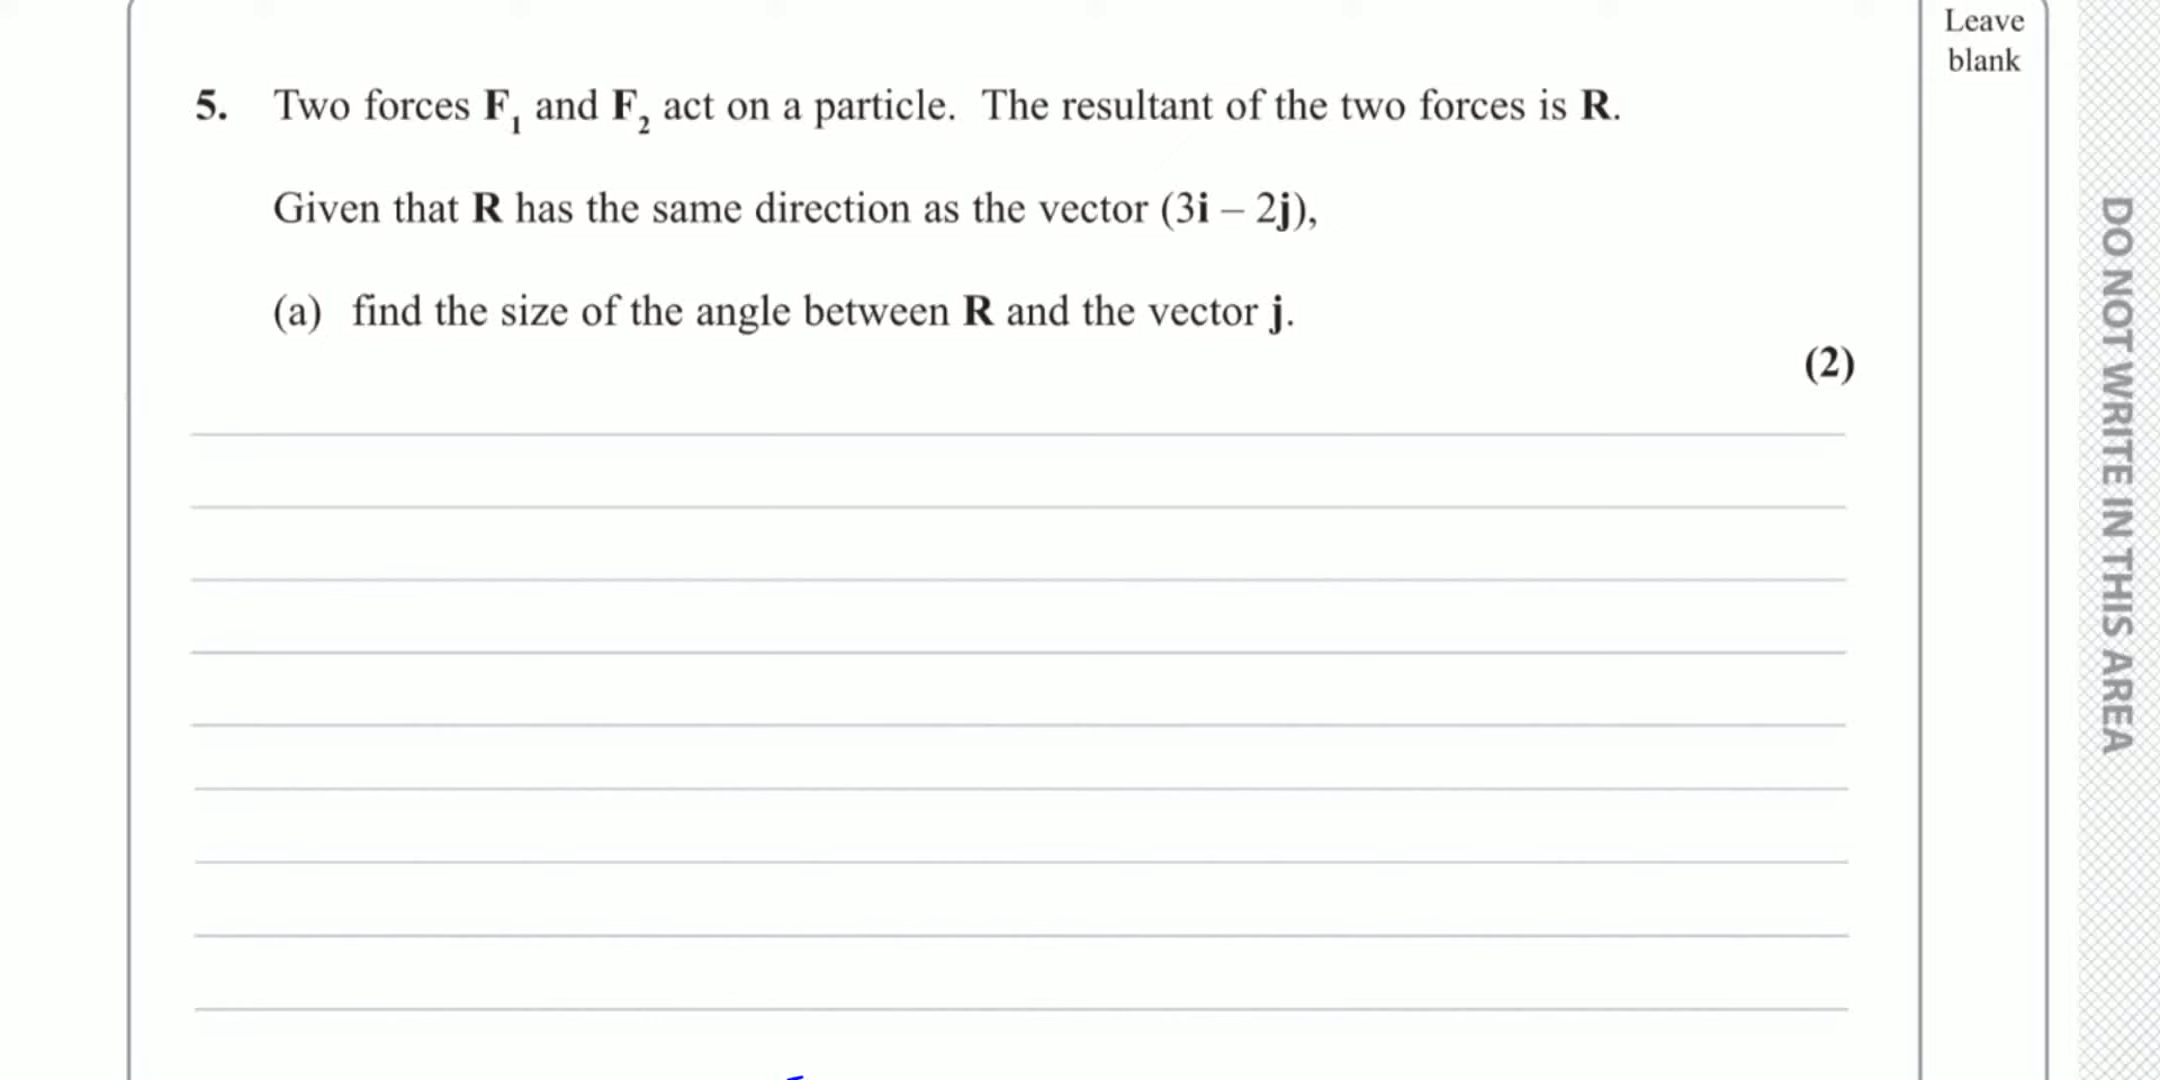 Leave
blank
5. Two forces F₁ and F₂ act on a particle. The resultant of the two forces is R.
Given that R has the same direction as the vector (3i – 2j),
(a) find the size of the angle between R and the vector j.
(2)
DO NOT WRITE IN THIS AREA